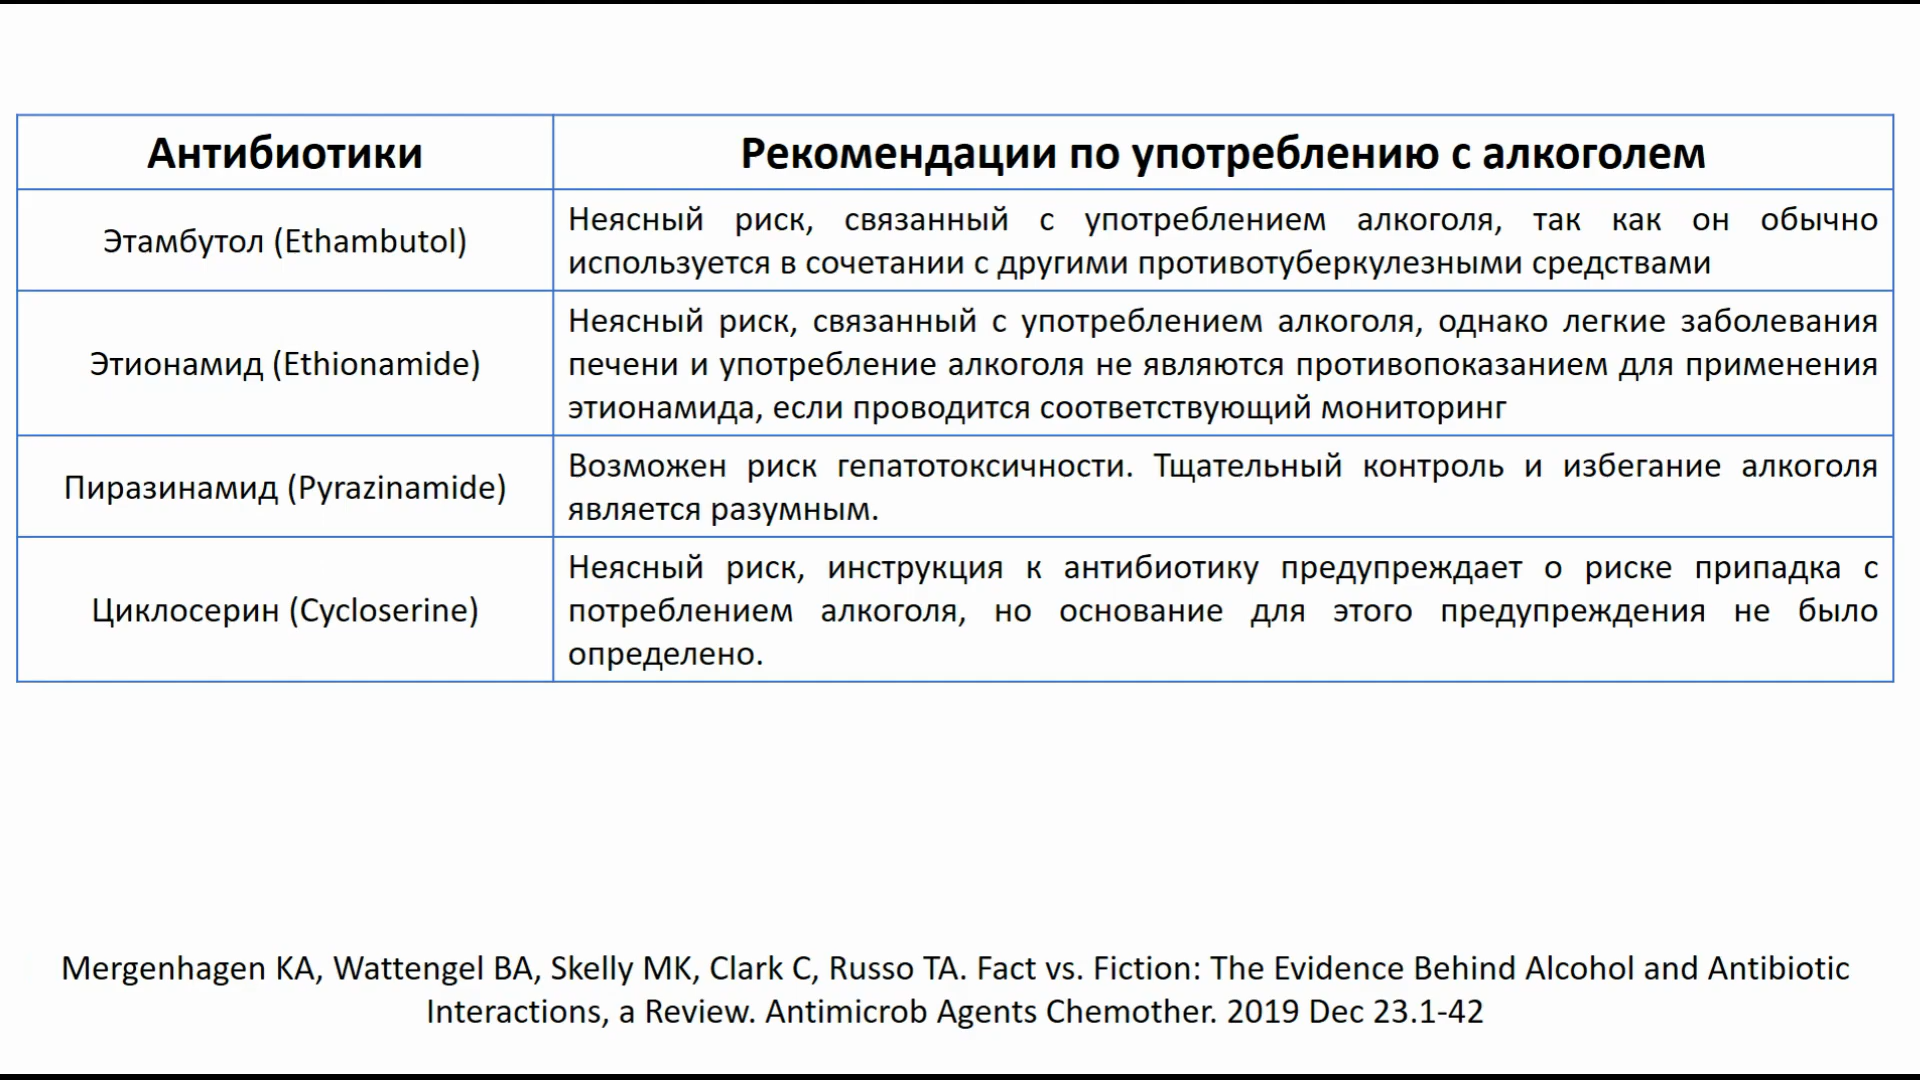 Антибиотики
Рекомендации по употреблению с алкоголем
Этамбутол (Ethambutol)
Неясный риск, связанный с употреблением алкоголя, так как он обычно
используется в сочетании с другими противотуберкулезными средствами
Этионамид (Ethionamide)
Неясный риск, связанный с употреблением алкоголя, однако легкие заболевания
печени и употребление алкоголя не являются противопоказанием для применения
этионамида, если проводится соответствующий мониторинг
Пиразинамид (Pyrazinamide)
Возможен риск гепатотоксичности. Тщательный контроль и избегание алкоголя
является разумным.
Циклосерин (Cycloserine)
Неясный риск, инструкция к антибиотику предупреждает о риске припадка с
потреблением алкоголя, но основание для этого предупреждения не было
определено.
Mergenhagen KA, Wattengel BA, Skelly MK, Clark C, Russo TA. Fact vs. Fiction: The Evidence Behind Alcohol and Antibiotic
Interactions, a Review. Antimicrob Agents Chemother. 2019 Dec 23.1-42